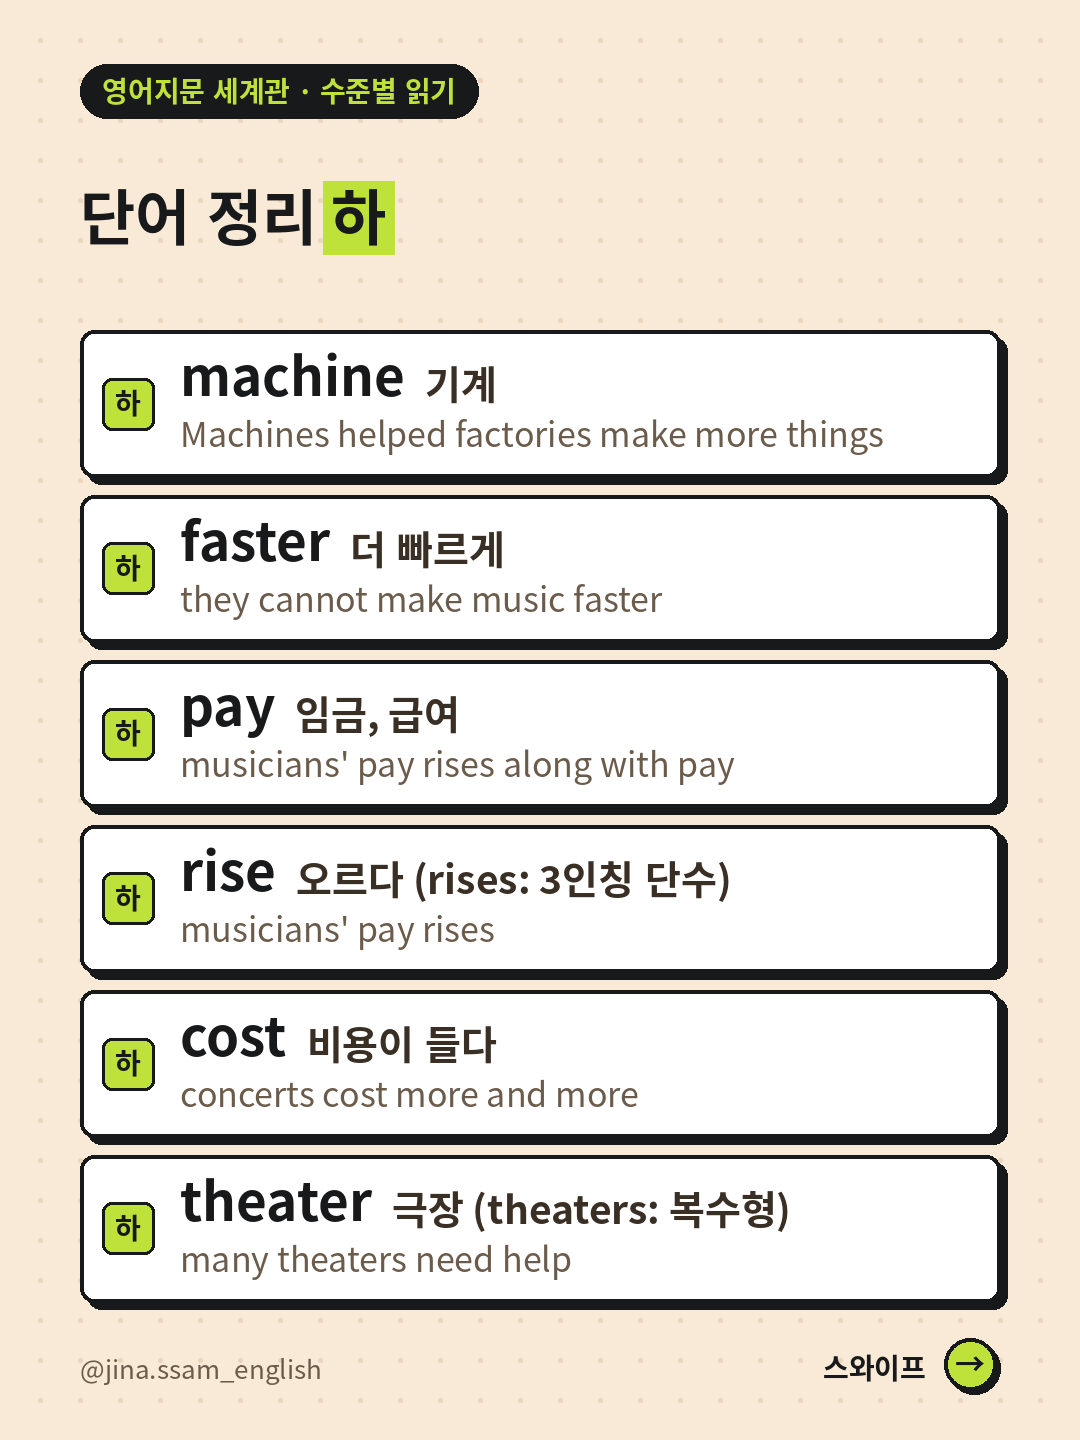 영어지문 세계관 · 수준별 읽기
단어 정리 하
하 machine 기계
Machines helped factories make more things
하 faster 더 빠르게
they cannot make music faster
하 pay 임금, 급여
musicians' pay rises along with pay
하 rise 오르다 (rises: 3인칭 단수)
musicians' pay rises
하 cost 비용이 들다
concerts cost more and more
하 theater 극장 (theaters: 복수형)
many theaters need help
@jina.ssam_english
스와이프 →